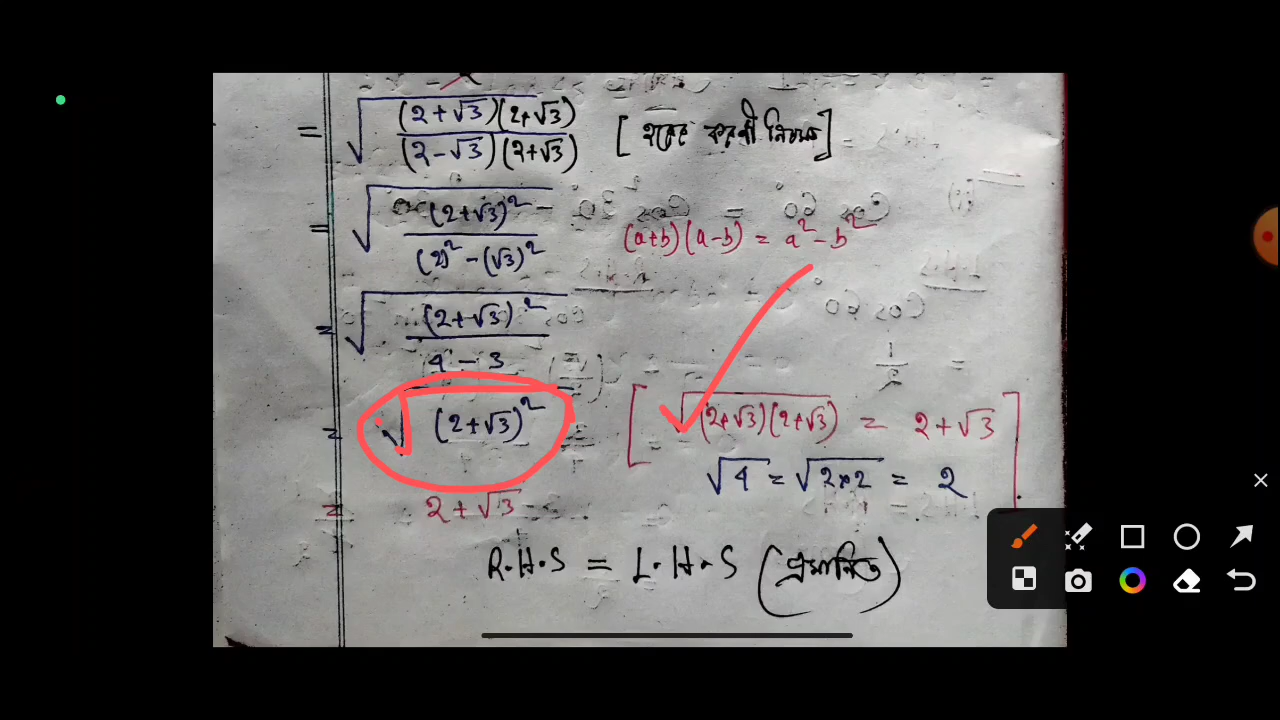 = √((2+√3)(2+√3) / (2-√3)(2+√3))
= √((2+√3)² / (2)² - (√3)²) (a+b)(a-b) = a² - b²
= √((2+√3)² / 4 - 3)
= √(2+√3)² [√(2+√3)(2+√3) = 2+√3
√4 = √2×2 = 2]
= 2+√3
R.H.S = L.H.S (প্রমানিত)